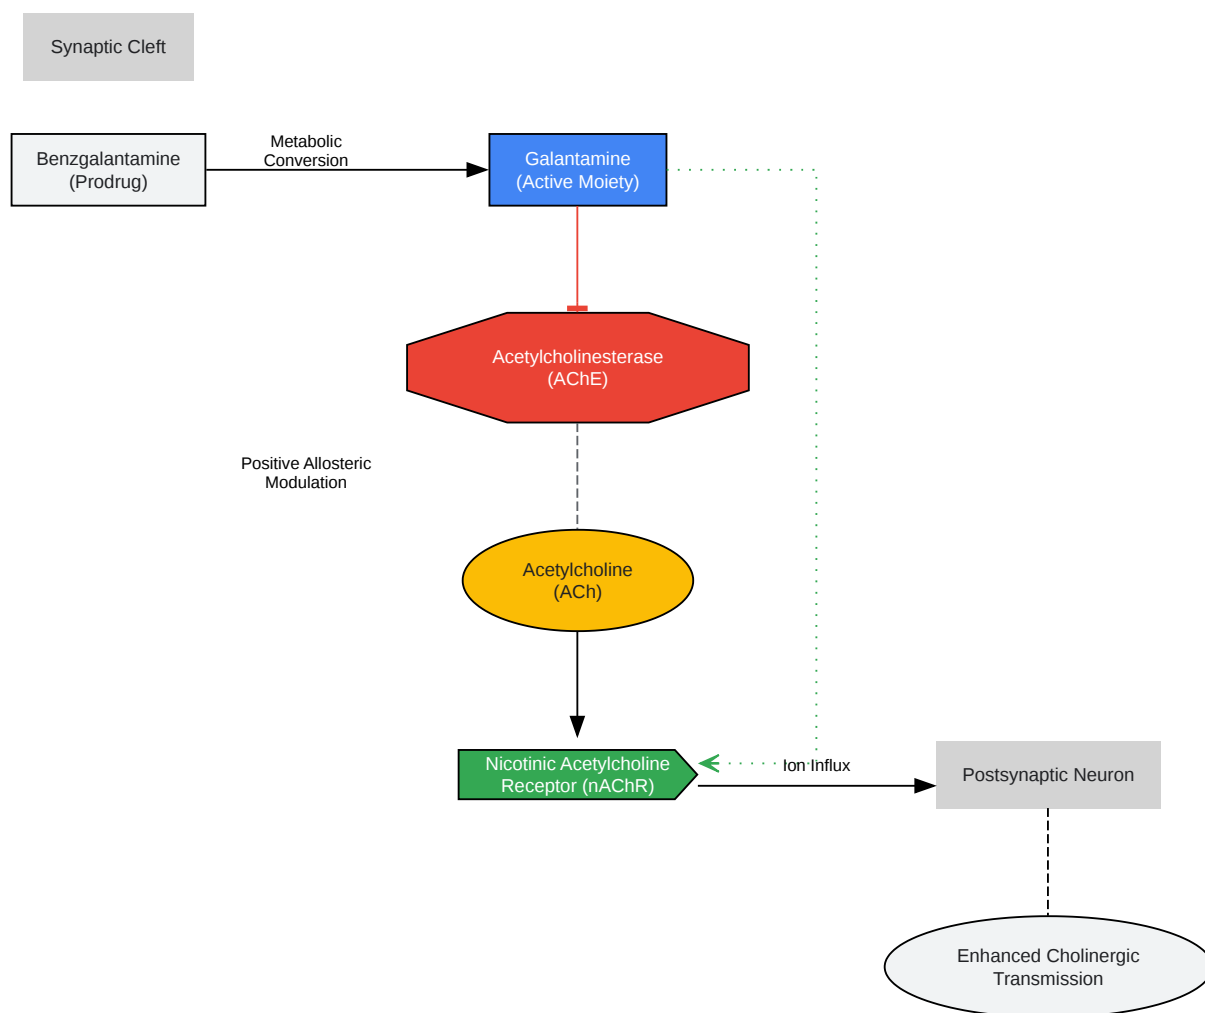 Synaptic Cleft
Benzgalantamine
(Prodrug)
Metabolic
Conversion
Galantamine
(Active Moiety)
Acetylcholinesterase
(AChE)
Positive Allosteric
Modulation
Acetylcholine
(ACh)
Nicotinic Acetylcholine
Receptor (nAChR)
Ion Influx
Postsynaptic Neuron
Enhanced Cholinergic
Transmission